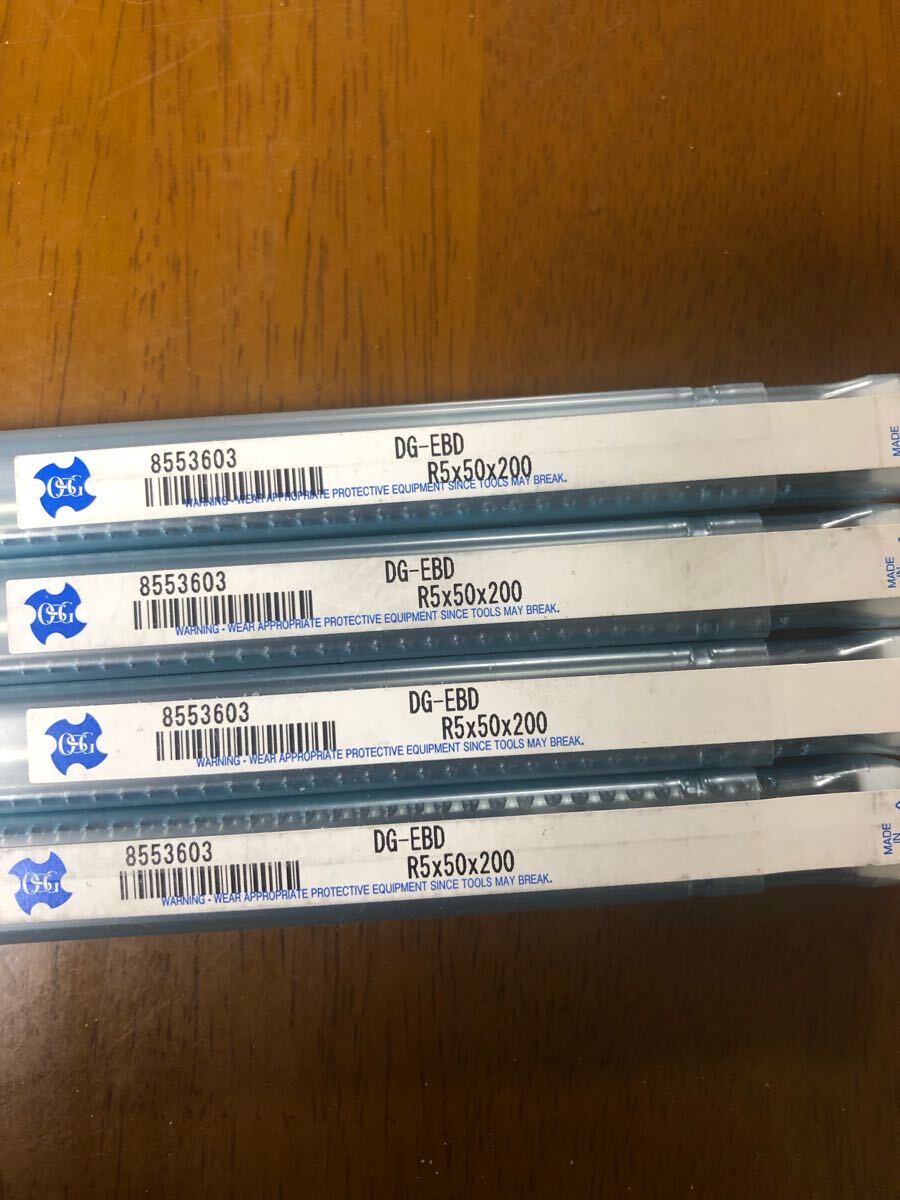 OSG
8553603
DG-EBD
R5x50x200
WARNING - WEAR APPROPRIATE PROTECTIVE EQUIPMENT SINCE TOOLS MAY BREAK.
MADE
OSG
8553603
DG-EBD
R5x50x200
WARNING - WEAR APPROPRIATE PROTECTIVE EQUIPMENT SINCE TOOLS MAY BREAK.
MADE
IN
OSG
8553603
DG-EBD
R5x50x200
WARNING - WEAR APPROPRIATE PROTECTIVE EQUIPMENT SINCE TOOLS MAY BREAK.
OSG
8553603
DG-EBD
R5x50x200
WARNING - WEAR APPROPRIATE PROTECTIVE EQUIPMENT SINCE TOOLS MAY BREAK.
MADE
IN